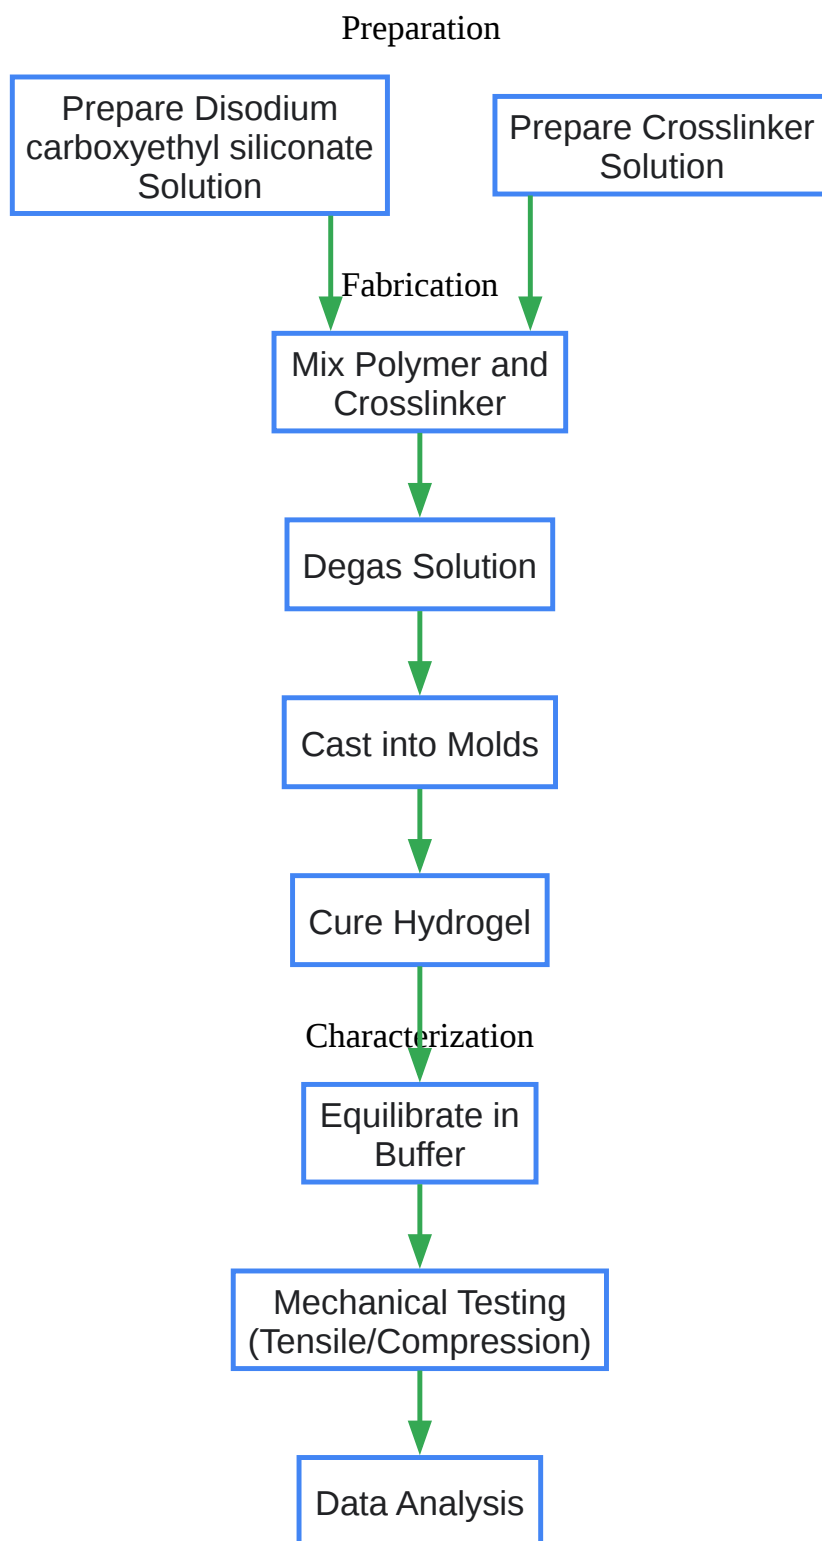 Preparation
Prepare Disodium
carboxyethyl siliconate
Solution
Prepare Crosslinker
Solution
Fabrication
Mix Polymer and
Crosslinker
Degas Solution
Cast into Molds
Cure Hydrogel
Characterization
Equilibrate in
Buffer
Mechanical Testing
(Tensile/Compression)
Data Analysis